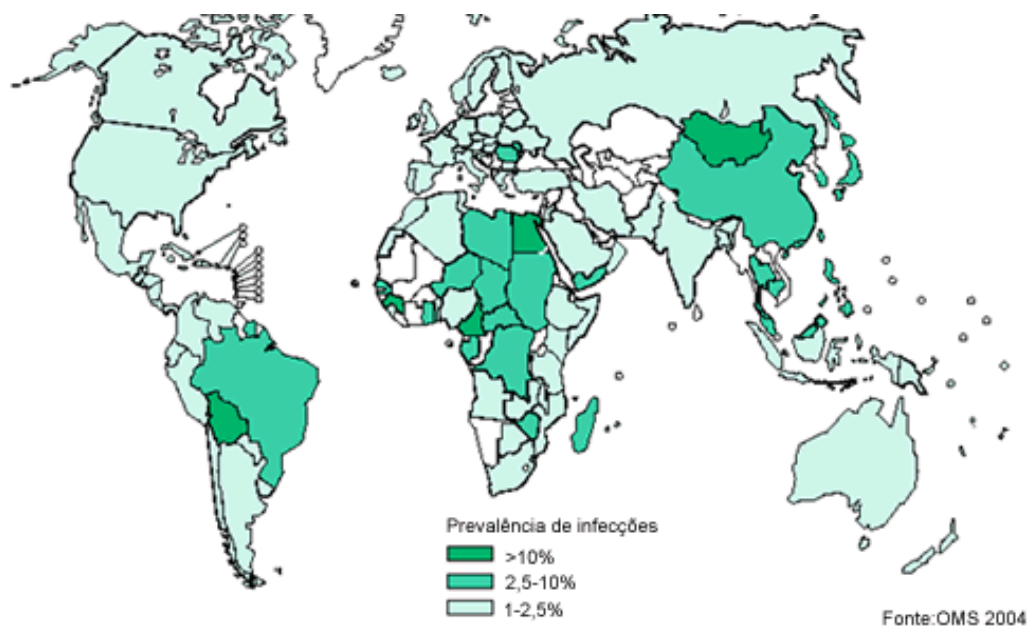 Prevalência de infecções
>10%
2,5-10%
1-2,5%
Fonte:OMS 2004